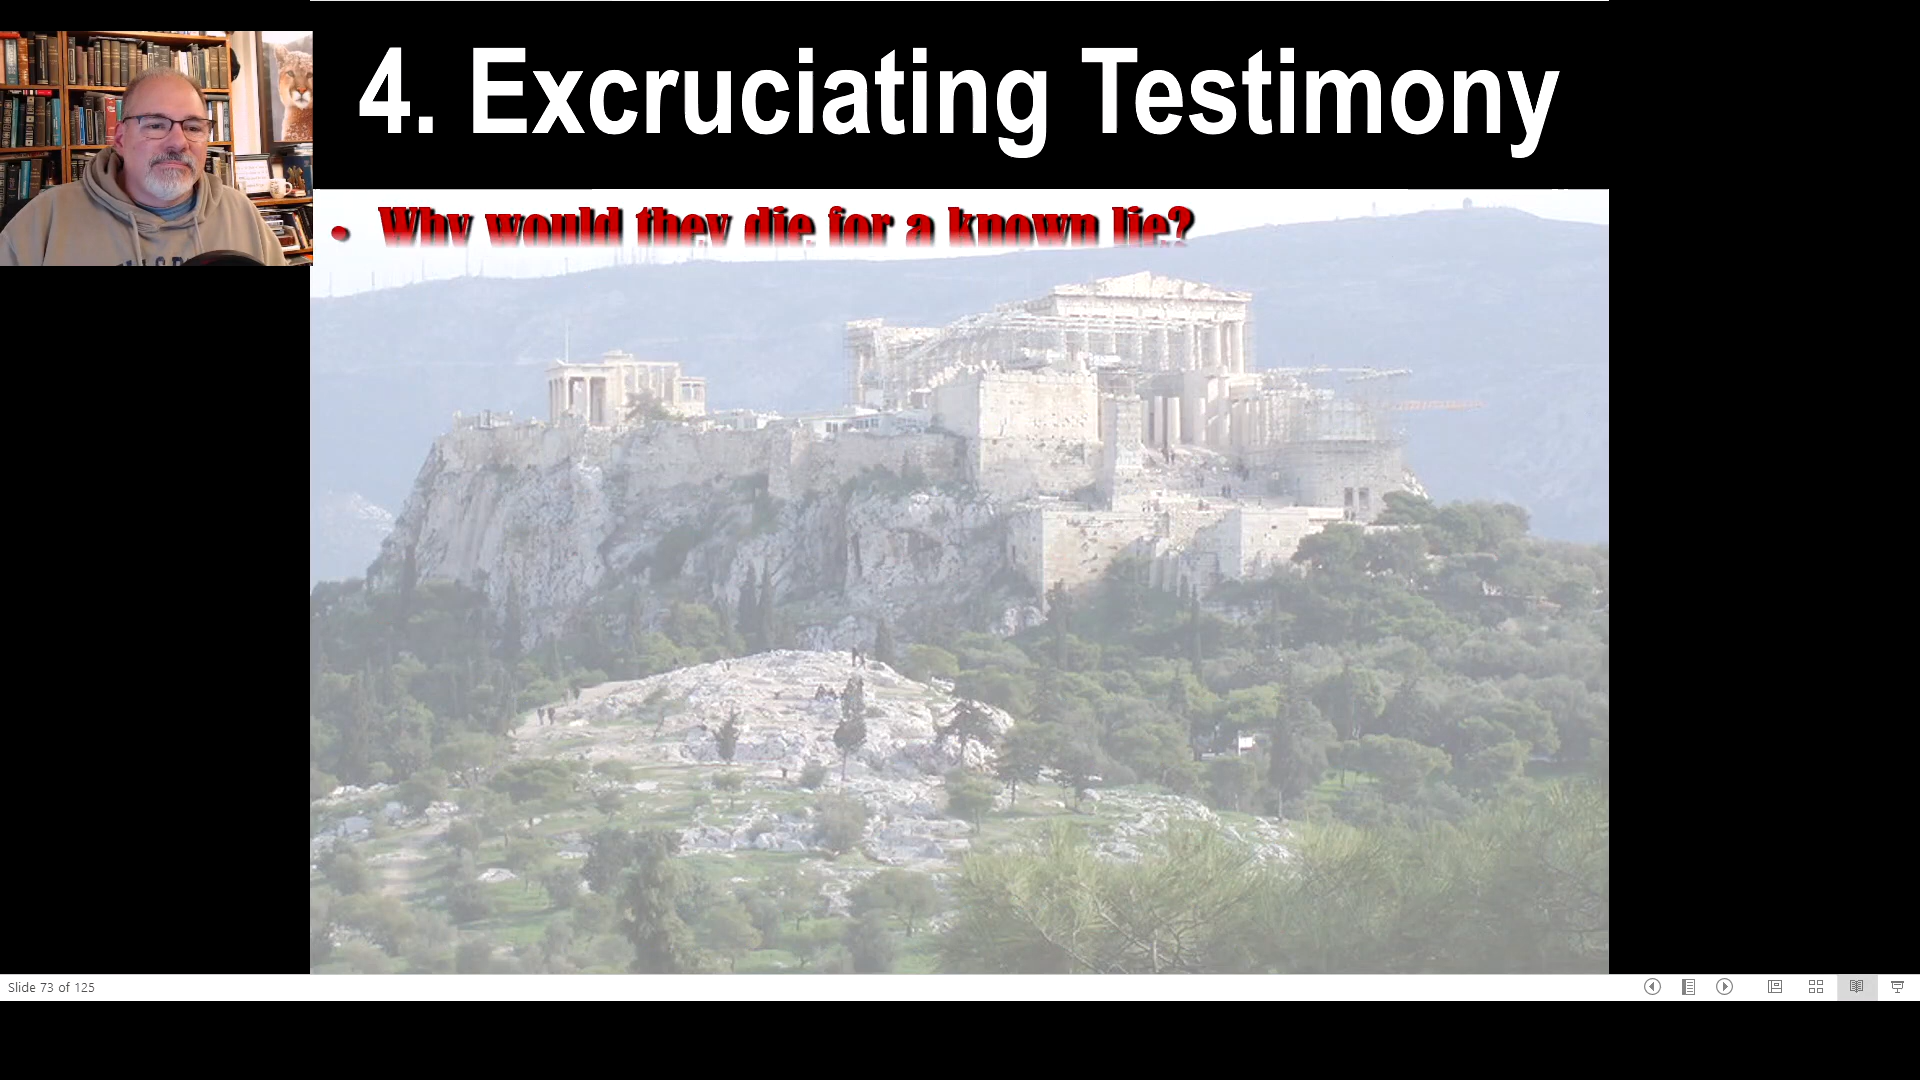 4. Excruciating Testimony
• Why would they die for a known lie?
Slide 73 of 125